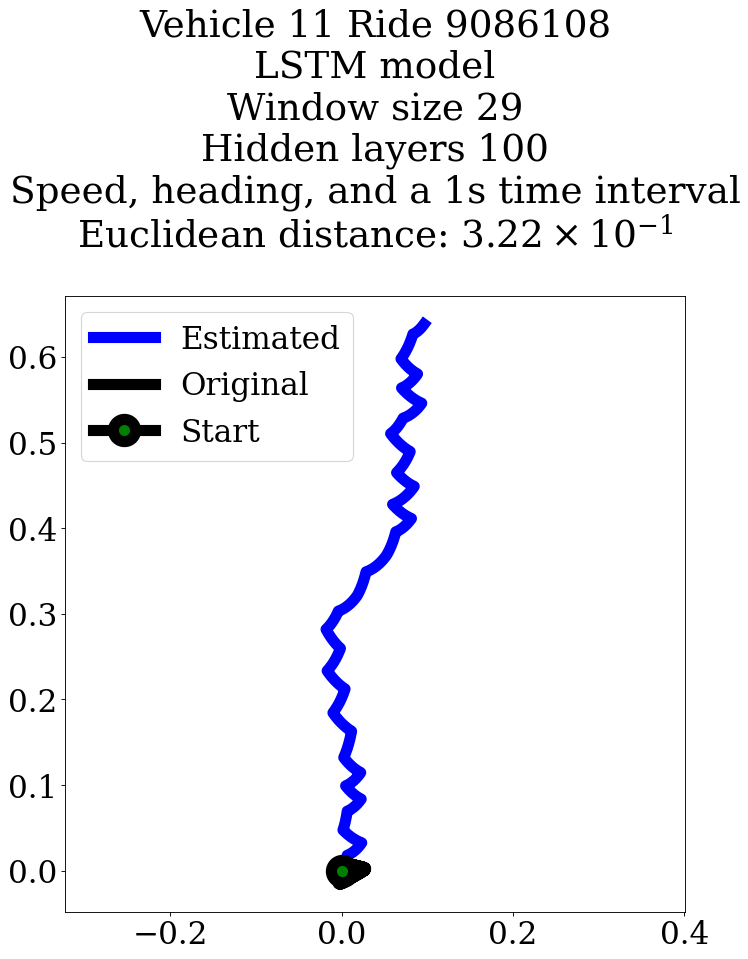 Vehicle 11 Ride 9086108
LSTM model
Window size 29
Hidden layers 100
Speed, heading, and a 1s time interval
Euclidean distance: 3.22 × 10⁻¹
Estimated
Original
Start
0.6
0.5
0.4
0.3
0.2
0.1
0.0
−0.2 0.0 0.2 0.4